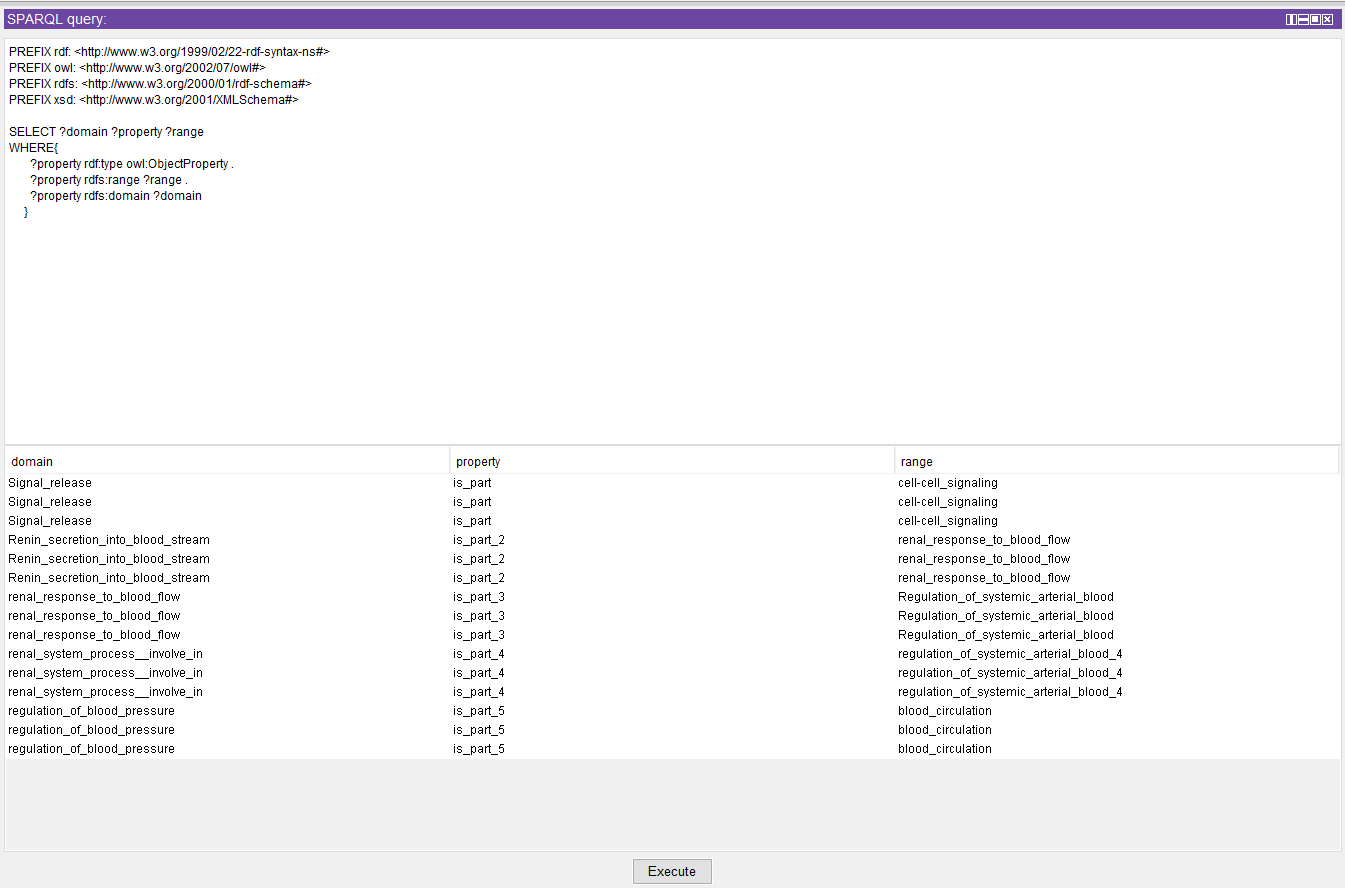 SPARQL query:
PREFIX rdf: <http://www.w3.org/1999/02/22-rdf-syntax-ns#>
PREFIX owl: <http://www.w3.org/2002/07/owl#>
PREFIX rdfs: <http://www.w3.org/2000/01/rdf-schema#>
PREFIX xsd: <http://www.w3.org/2001/XMLSchema#>
SELECT ?domain ?property ?range
WHERE{
?property rdf:type owl:ObjectProperty .
?property rdfs:range ?range .
?property rdfs:domain ?domain
}
domain property range
Signal_release is_part cell-cell_signaling
Signal_release is_part cell-cell_signaling
Signal_release is_part cell-cell_signaling
Renin_secretion_into_blood_stream is_part_2 renal_response_to_blood_flow
Renin_secretion_into_blood_stream is_part_2 renal_response_to_blood_flow
Renin_secretion_into_blood_stream is_part_2 renal_response_to_blood_flow
renal_response_to_blood_flow is_part_3 Regulation_of_systemic_arterial_blood
renal_response_to_blood_flow is_part_3 Regulation_of_systemic_arterial_blood
renal_response_to_blood_flow is_part_3 Regulation_of_systemic_arterial_blood
renal_system_process__involve_in is_part_4 regulation_of_systemic_arterial_blood_4
renal_system_process__involve_in is_part_4 regulation_of_systemic_arterial_blood_4
renal_system_process__involve_in is_part_4 regulation_of_systemic_arterial_blood_4
regulation_of_blood_pressure is_part_5 blood_circulation
regulation_of_blood_pressure is_part_5 blood_circulation
regulation_of_blood_pressure is_part_5 blood_circulation
Execute